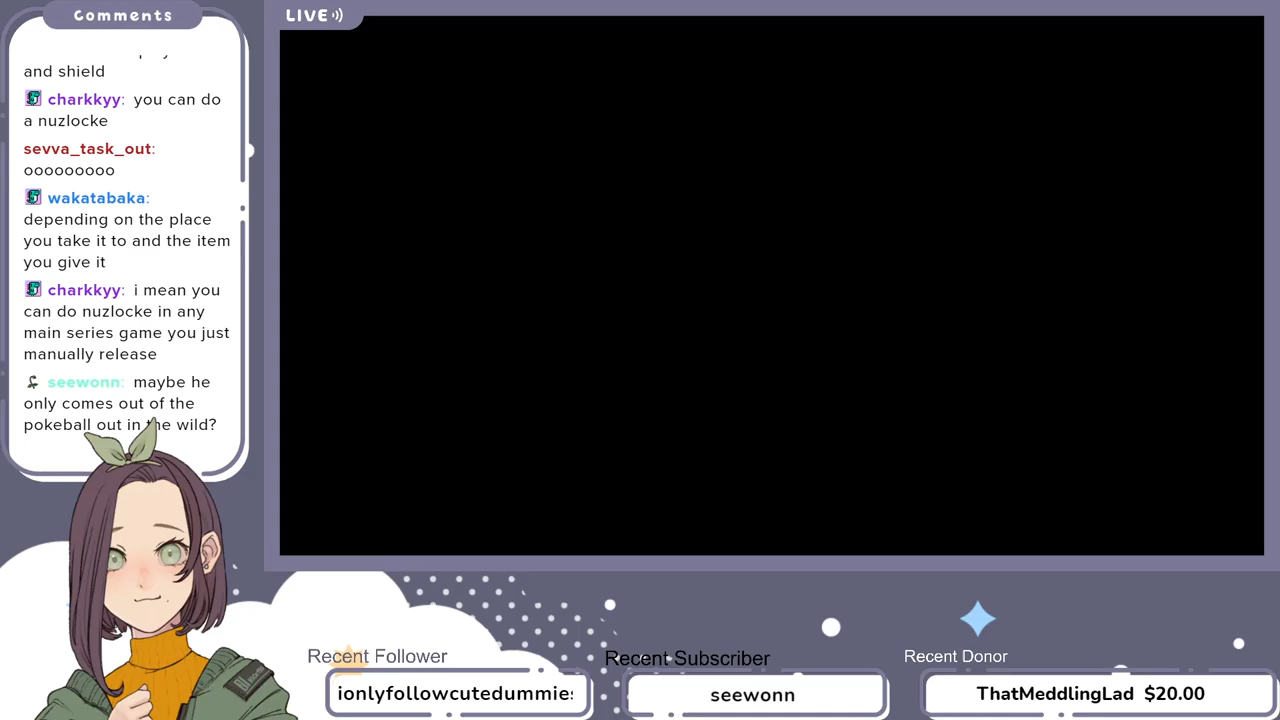 Comments
LIVE
and shield
charkkyy: you can do
a nuzlocke
sevva_task_out:
ooooooooo
wakatabaka:
depending on the place
you take it to and the item
you give it
charkkyy: i mean you
can do nuzlocke in any
main series game you just
manually release
seewonn: maybe he
only comes out of the
pokeball out in the wild?
Recent Follower
ionlyfollowcutedummies
Recent Subscriber
seewonn
Recent Donor
ThatMeddlingLad $20.00